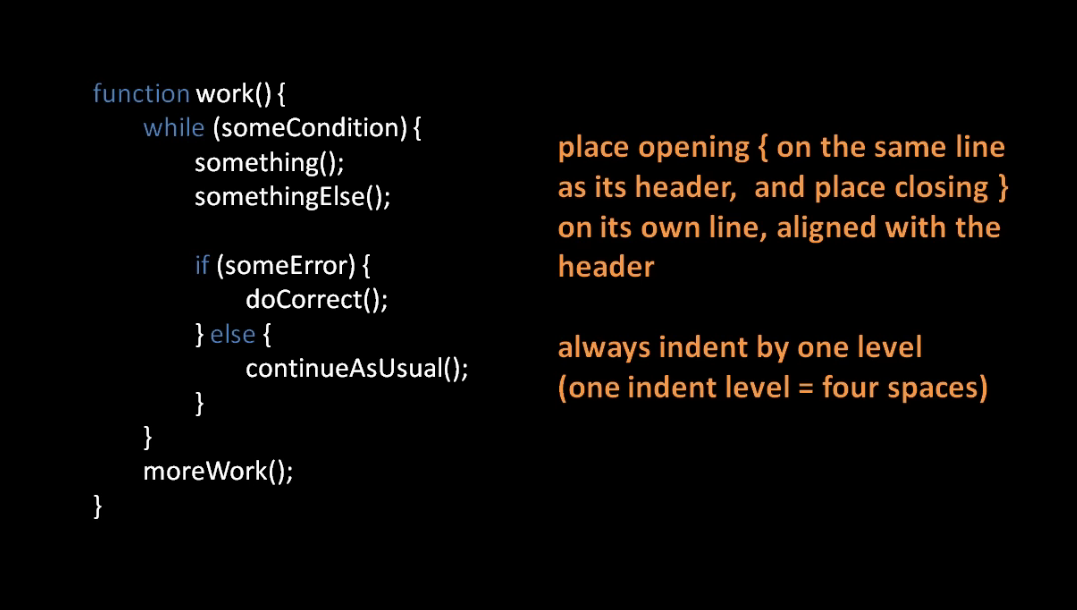 function work() {
while (someCondition) {
something();
somethingElse();
if (someError) {
doCorrect();
} else {
continueAsUsual();
}
}
moreWork();
}
place opening { on the same line
as its header, and place closing }
on its own line, aligned with the
header
always indent by one level
(one indent level = four spaces)